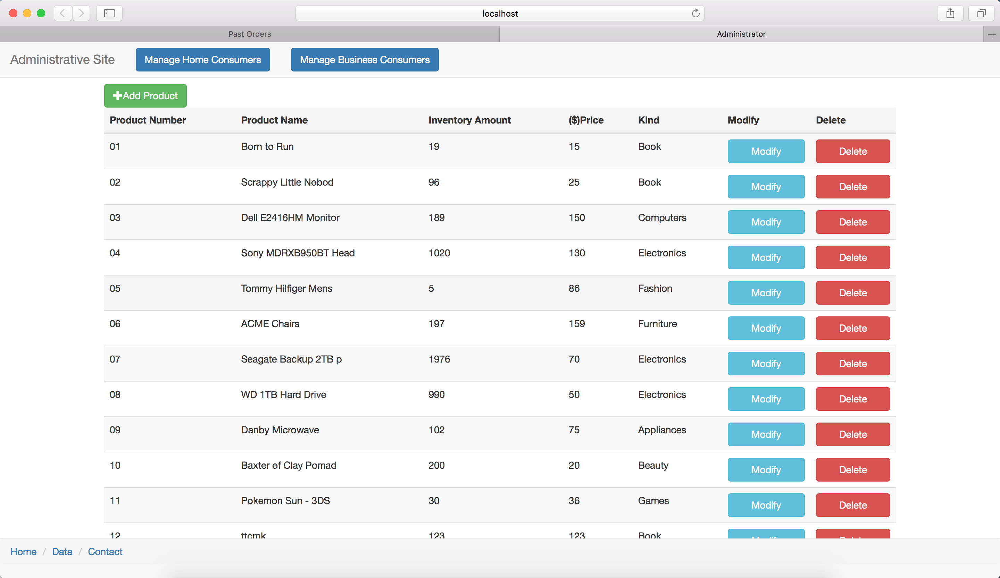 localhost
Past Orders Administrator
Administrative Site Manage Home Consumers Manage Business Consumers
Add Product
Product Number Product Name Inventory Amount ($)Price Kind Modify Delete
01 Born to Run 19 15 Book Modify Delete
02 Scrappy Little Nobod 96 25 Book Modify Delete
03 Dell E2416HM Monitor 189 150 Computers Modify Delete
04 Sony MDRXB950BT Head 1020 130 Electronics Modify Delete
05 Tommy Hilfiger Mens 5 86 Fashion Modify Delete
06 ACME Chairs 197 159 Furniture Modify Delete
07 Seagate Backup 2TB p 1976 70 Electronics Modify Delete
08 WD 1TB Hard Drive 990 50 Electronics Modify Delete
09 Danby Microwave 102 75 Appliances Modify Delete
10 Baxter of Clay Pomad 200 20 Beauty Modify Delete
11 Pokemon Sun - 3DS 30 36 Games Modify Delete
12 ttcmk 123 123 Book Modify Delete
Home / Data / Contact